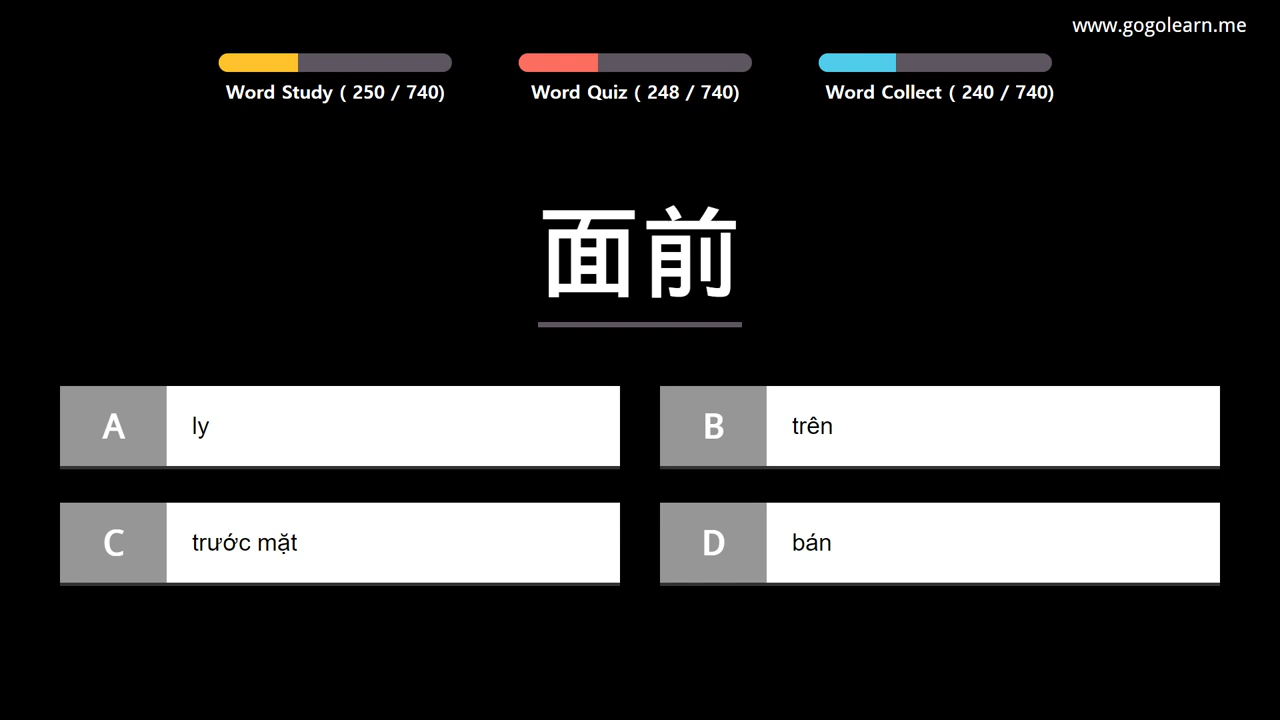 www.gogolearn.me
Word Study ( 250 / 740)
Word Quiz ( 248 / 740)
Word Collect ( 240 / 740)
面前
A
ly
B
trên
C
trước mặt
D
bán